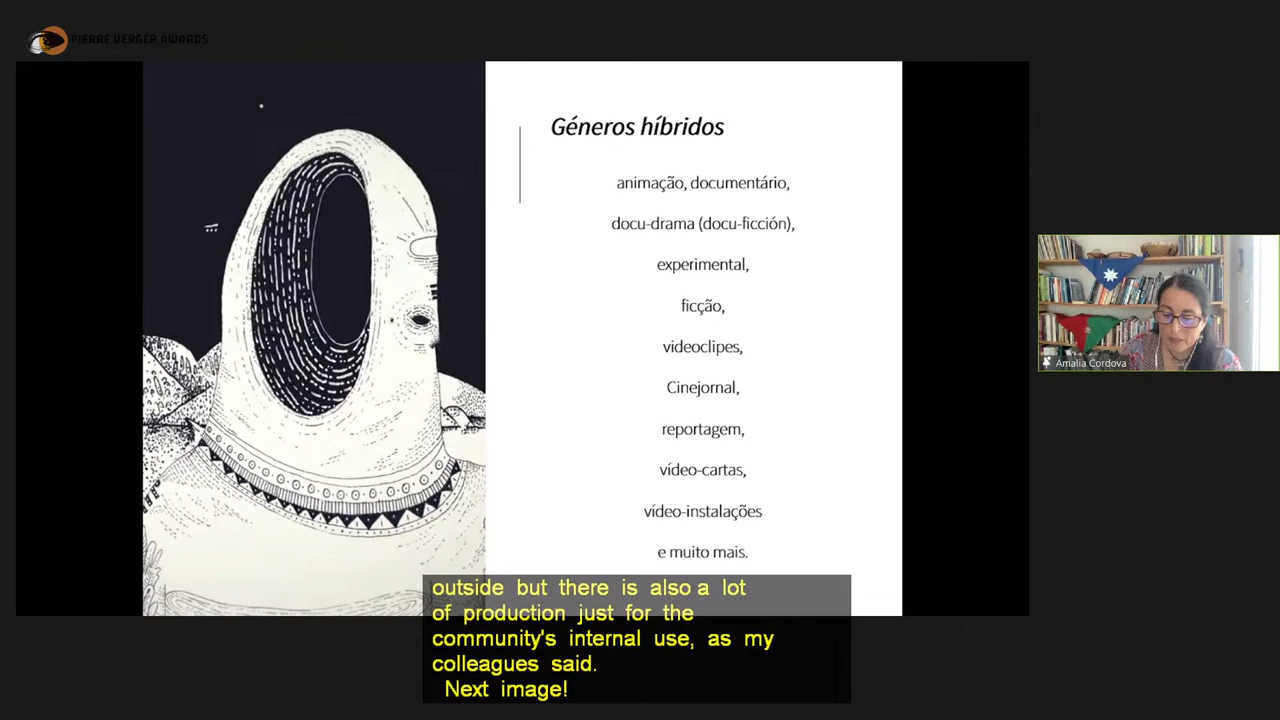 PIERRE VERGER AWARDS
Géneros híbridos
animação, documentário,
docu-drama (docu-ficción),
experimental,
ficção,
videoclipes,
Cinejornal,
reportagem,
vídeo-cartas,
vídeo-instalações
e muito mais.
Amalia Cordova
outside but there is also a lot
of production just for the
community's internal use, as my
colleagues said.
Next image!